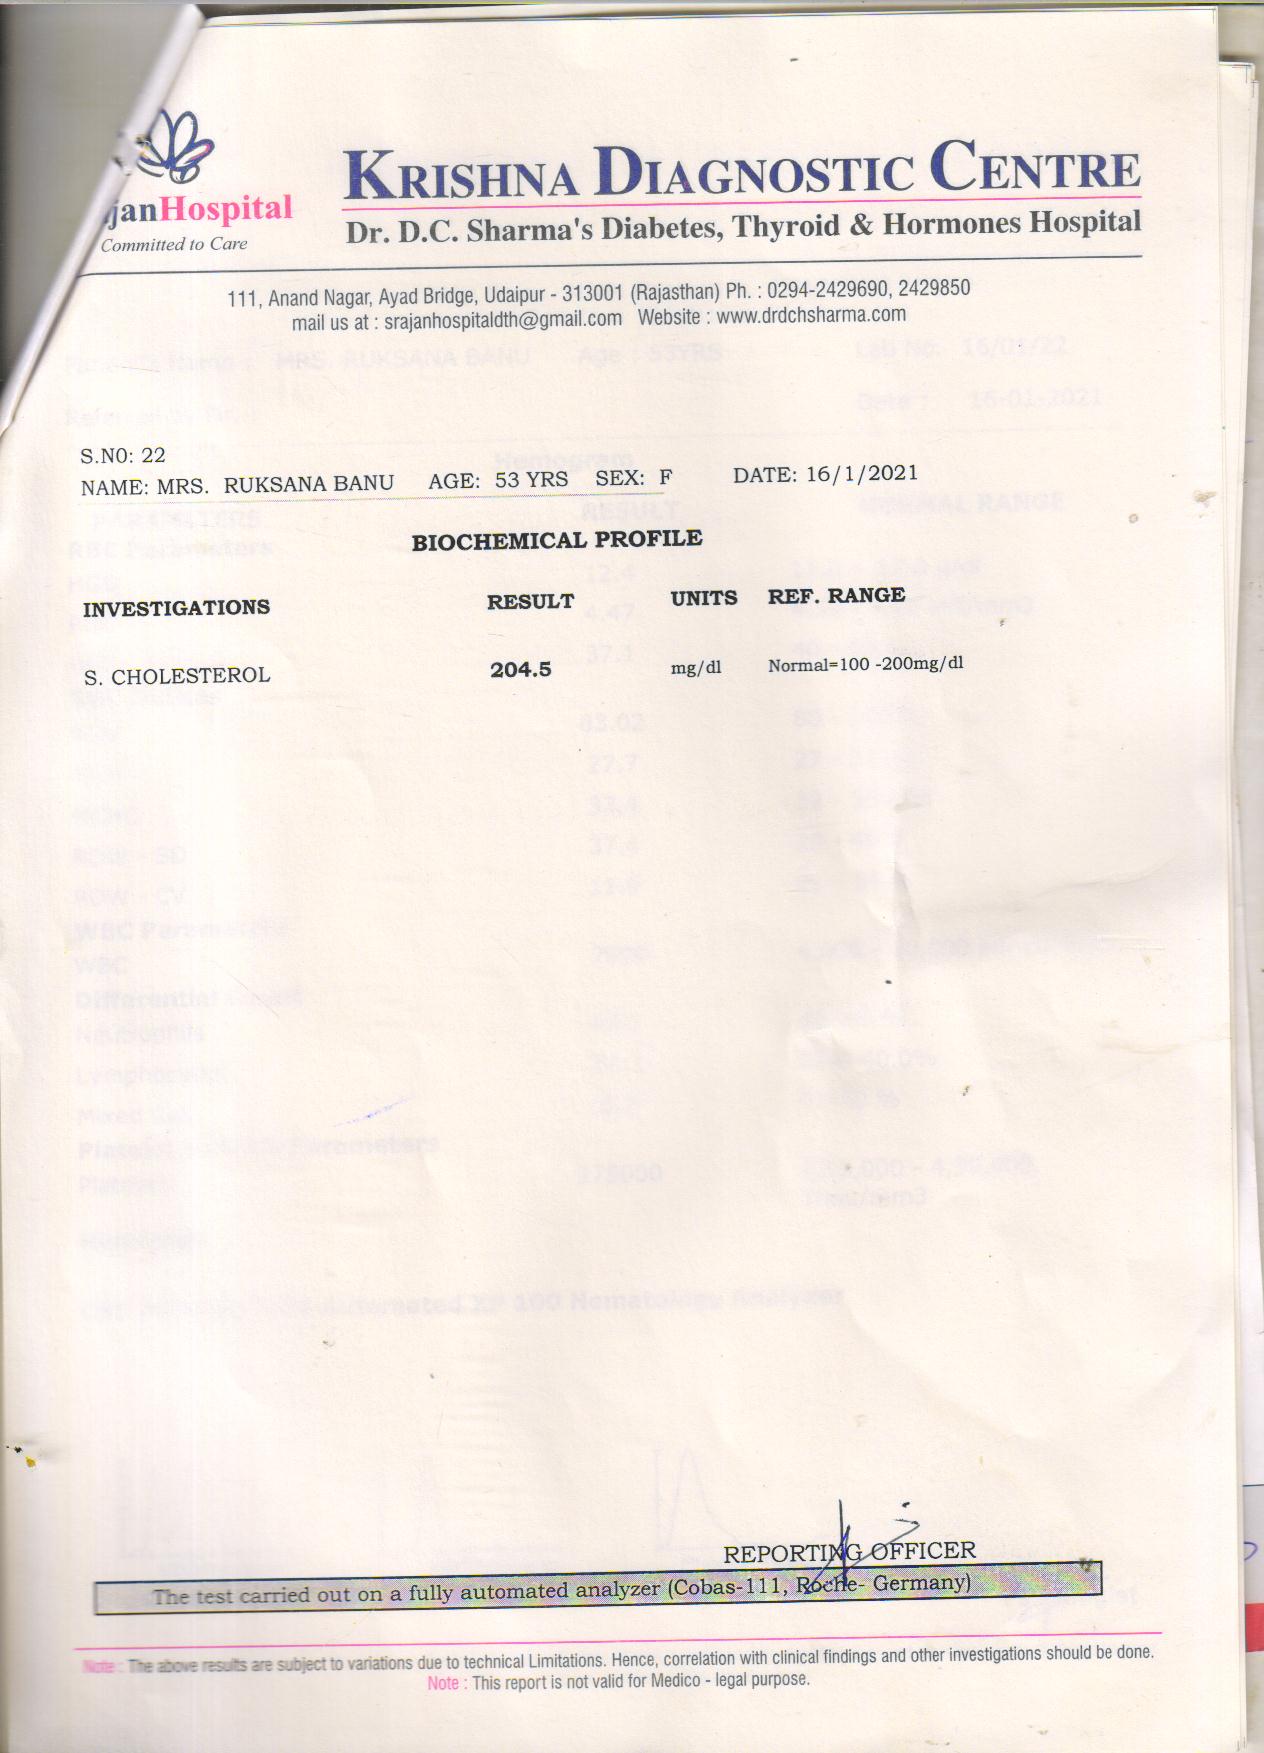 KRISHNA DIAGNOSTIC CENTRE
janHospital
Committed to Care
Dr. D.C. Sharma's Diabetes, Thyroid & Hormones Hospital
111, Anand Nagar, Ayad Bridge, Udaipur - 313001 (Rajasthan) Ph. : 0294-2429690, 2429850
mail us at : srajanhospitaldth@gmail.com Website : www.drdchsharma.com
S.N0: 22
NAME: MRS. RUKSANA BANU AGE: 53 YRS SEX: F DATE: 16/1/2021
BIOCHEMICAL PROFILE
INVESTIGATIONS RESULT UNITS REF. RANGE
S. CHOLESTEROL 204.5 mg/dl Normal=100 -200mg/dl
REPORTING OFFICER
The test carried out on a fully automated analyzer (Cobas-111, Roche- Germany)
Note : The above results are subject to variations due to technical Limitations. Hence, correlation with clinical findings and other investigations should be done.
Note : This report is not valid for Medico - legal purpose.